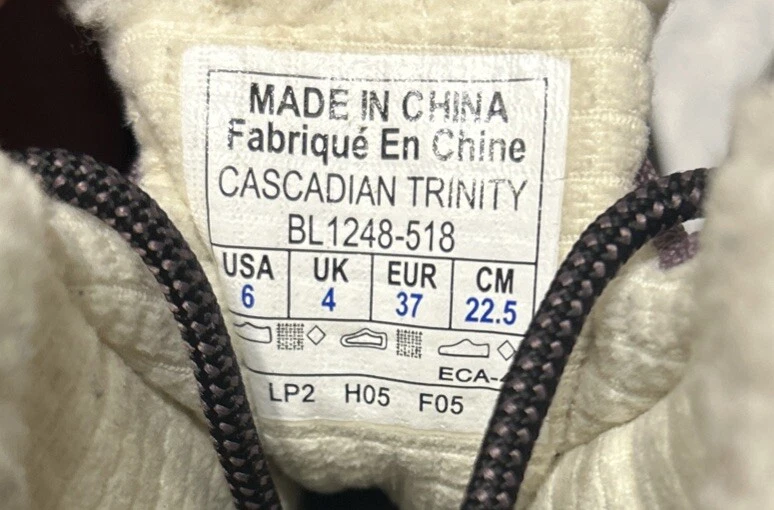 MADE IN CHINA
Fabriqué En Chine
CASCADIAN TRINITY
BL1248-518
USA UK EUR CM
6 4 37 22.5
ECA-
LP2 H05 F05